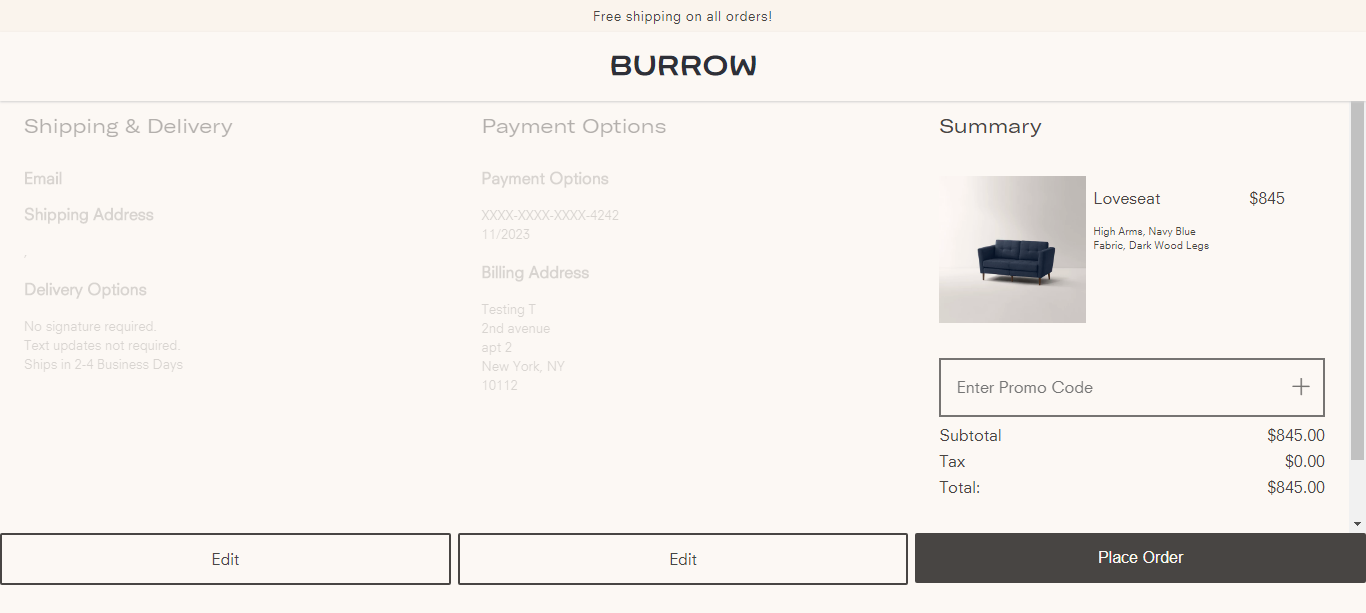 Free shipping on all orders!
BURROW
Shipping & Delivery
Email
Shipping Address
,
Delivery Options
No signature required.
Text updates not required.
Ships in 2-4 Business Days
Edit
Payment Options
Payment Options
XXXX-XXXX-XXXX-4242
11/2023
Billing Address
Testing T
2nd avenue
apt 2
New York, NY
10112
Edit
Summary
Loveseat $845
High Arms, Navy Blue
Fabric, Dark Wood Legs
Enter Promo Code +
Subtotal $845.00
Tax $0.00
Total: $845.00
Place Order